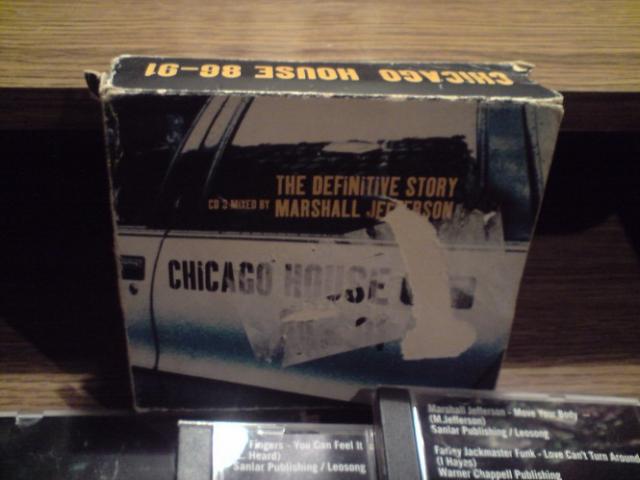 CHICAGO HOUSE 86-91
THE DEFINITIVE STORY
CD 3 MIXED BY MARSHALL JEFFERSON
CHICAGO HOUSE
Fingers - You Can Feel It
Heard)
Sanlar Publishing / Leosong
Marshall Jefferson - Move Your Body
(M.Jefferson)
Sanlar Publishing / Leosong
Farley Jackmaster Funk - Love Can't Turn Around
(I Hayas)
Warner Chappell Publishing